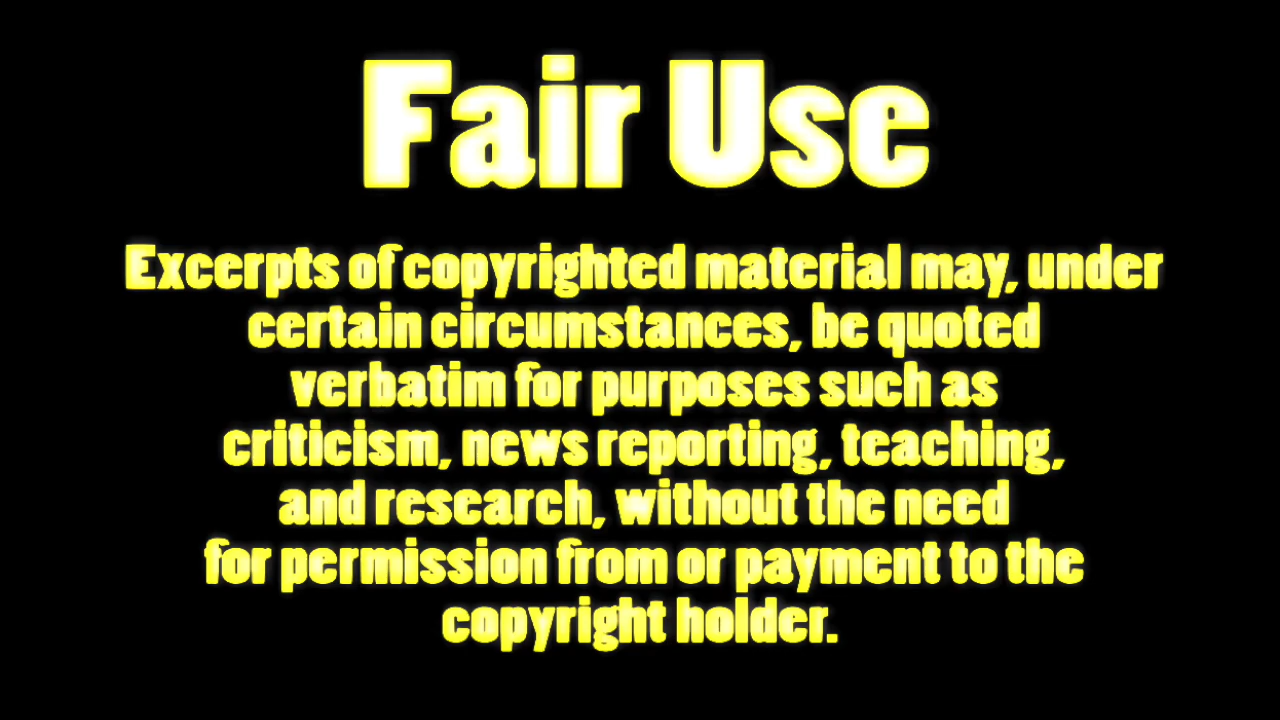 Fair Use
Excerpts of copyrighted material may, under
certain circumstances, be quoted
verbatim for purposes such as
criticism, news reporting, teaching,
and research, without the need
for permission from or payment to the
copyright holder.